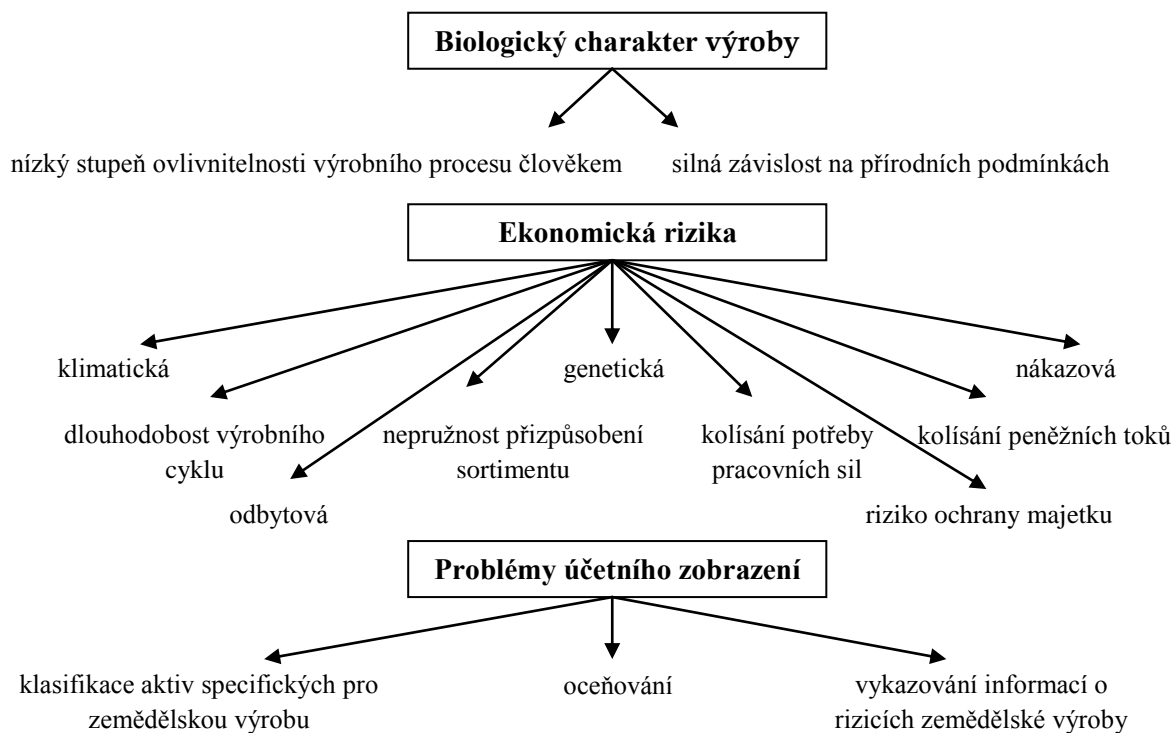 Biologický charakter výroby
nízký stupeň ovlivnitelnosti výrobního procesu člověkem
silná závislost na přírodních podmínkách
Ekonomická rizika
klimatická
genetická
nákazová
dlouhodobost výrobního
cyklu
nepružnost přizpůsobení
sortimentu
kolísání potřeby
pracovních sil
kolísání peněžních toků
odbytová
riziko ochrany majetku
Problémy účetního zobrazení
klasifikace aktiv specifických pro
zemědělskou výrobu
oceňování
vykazování informací o
rizicích zemědělské výroby